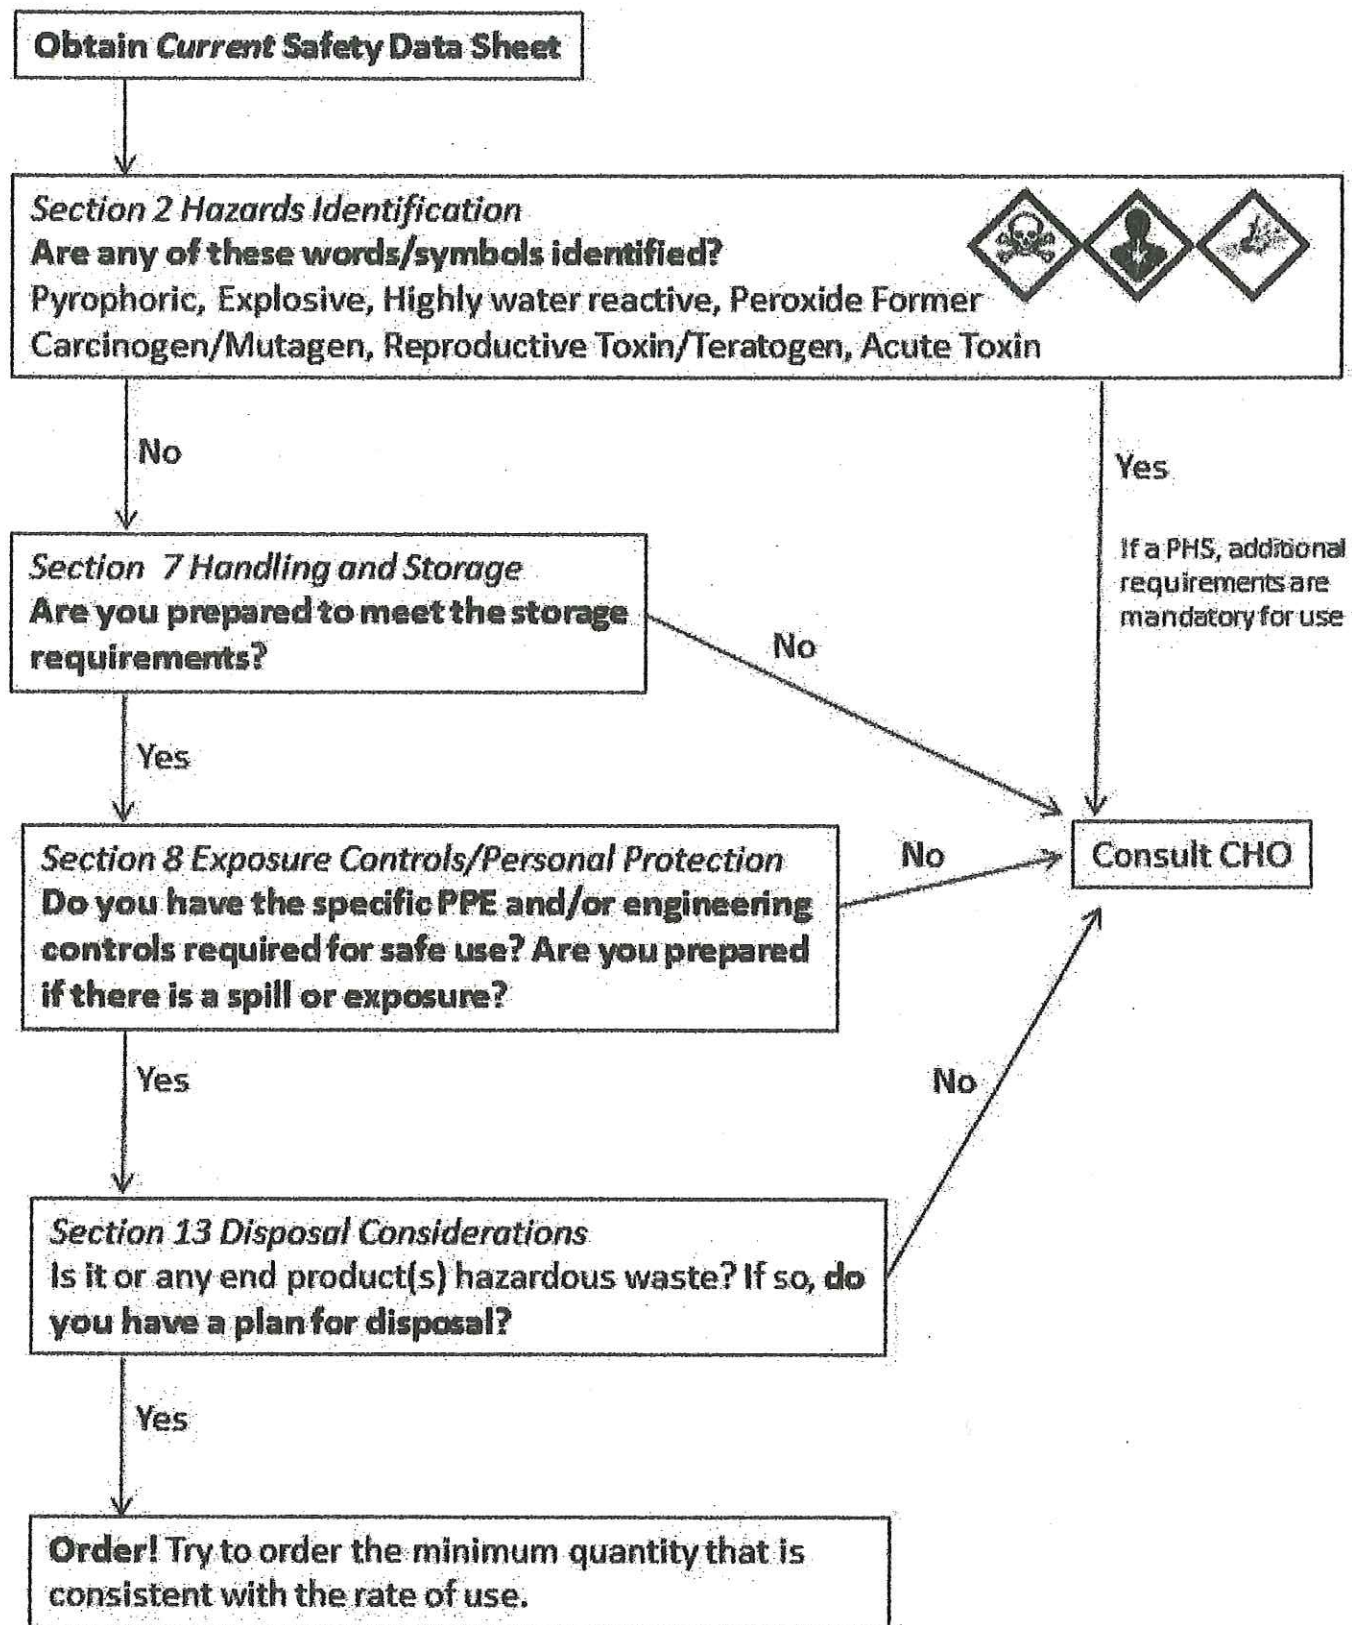 Obtain Current Safety Data Sheet
Section 2 Hazards Identification
Are any of these words/symbols identified?
Pyrophoric, Explosive, Highly water reactive, Peroxide Former
Carcinogen/Mutagen, Reproductive Toxin/Teratogen, Acute Toxin
No
Yes
If a PHS, additional
requirements are
mandatory for use
Section 7 Handling and Storage
Are you prepared to meet the storage
requirements?
No
Yes
Section 8 Exposure Controls/Personal Protection
Do you have the specific PPE and/or engineering
controls required for safe use? Are you prepared
if there is a spill or exposure?
No
Consult CHO
Yes
No
Section 13 Disposal Considerations
Is it or any end product(s) hazardous waste? If so, do
you have a plan for disposal?
Yes
Order! Try to order the minimum quantity that is
consistent with the rate of use.